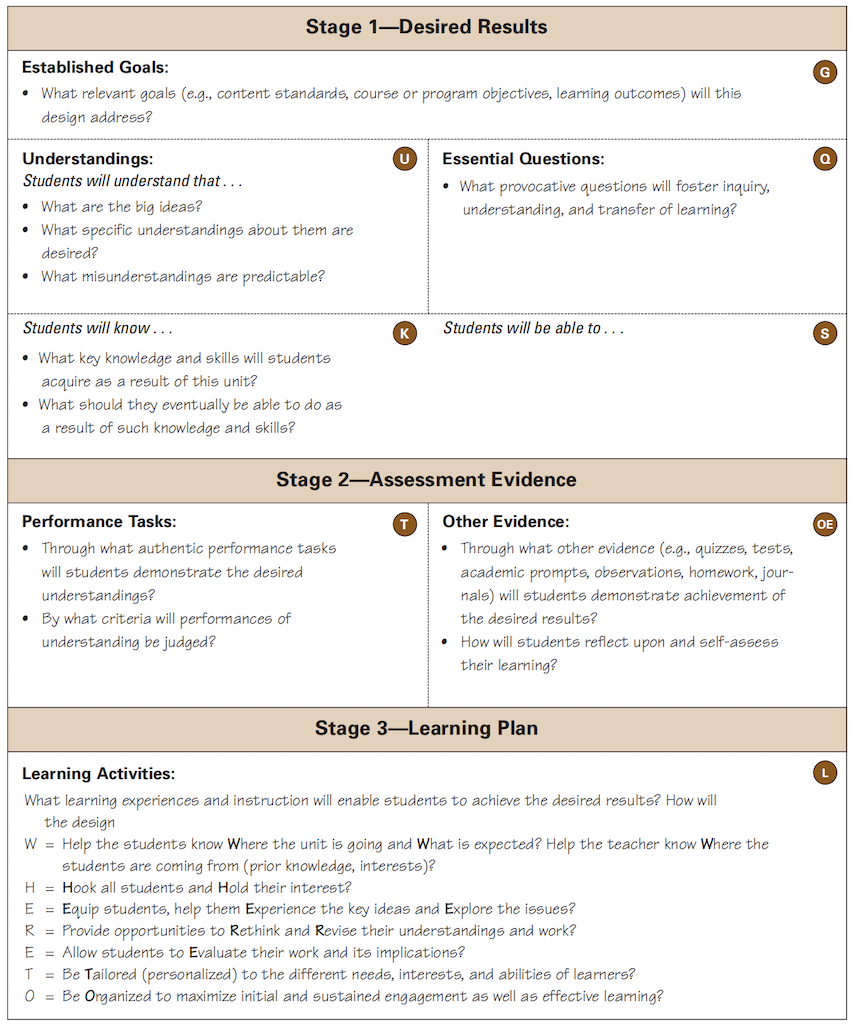 Stage 1—Desired Results
Established Goals:
G
• What relevant goals (e.g., content standards, course or program objectives, learning outcomes) will this
design address?
Understandings:
U
Students will understand that . . .
• What are the big ideas?
• What specific understandings about them are
desired?
• What misunderstandings are predictable?
Essential Questions:
Q
• What provocative questions will foster inquiry,
understanding, and transfer of learning?
Students will know . . .
K
• What key knowledge and skills will students
acquire as a result of this unit?
• What should they eventually be able to do as
a result of such knowledge and skills?
Students will be able to . . .
S
Stage 2—Assessment Evidence
Performance Tasks:
T
• Through what authentic performance tasks
will students demonstrate the desired
understandings?
• By what criteria will performances of
understanding be judged?
Other Evidence:
OE
• Through what other evidence (e.g., quizzes, tests,
academic prompts, observations, homework, jour-
nals) will students demonstrate achievement of
the desired results?
• How will students reflect upon and self-assess
their learning?
Stage 3—Learning Plan
Learning Activities:
L
What learning experiences and instruction will enable students to achieve the desired results? How will
the design
W = Help the students know Where the unit is going and What is expected? Help the teacher know Where the
students are coming from (prior knowledge, interests)?
H = Hook all students and Hold their interest?
E = Equip students, help them Experience the key ideas and Explore the issues?
R = Provide opportunities to Rethink and Revise their understandings and work?
E = Allow students to Evaluate their work and its implications?
T = Be Tailored (personalized) to the different needs, interests, and abilities of learners?
O = Be Organized to maximize initial and sustained engagement as well as effective learning?